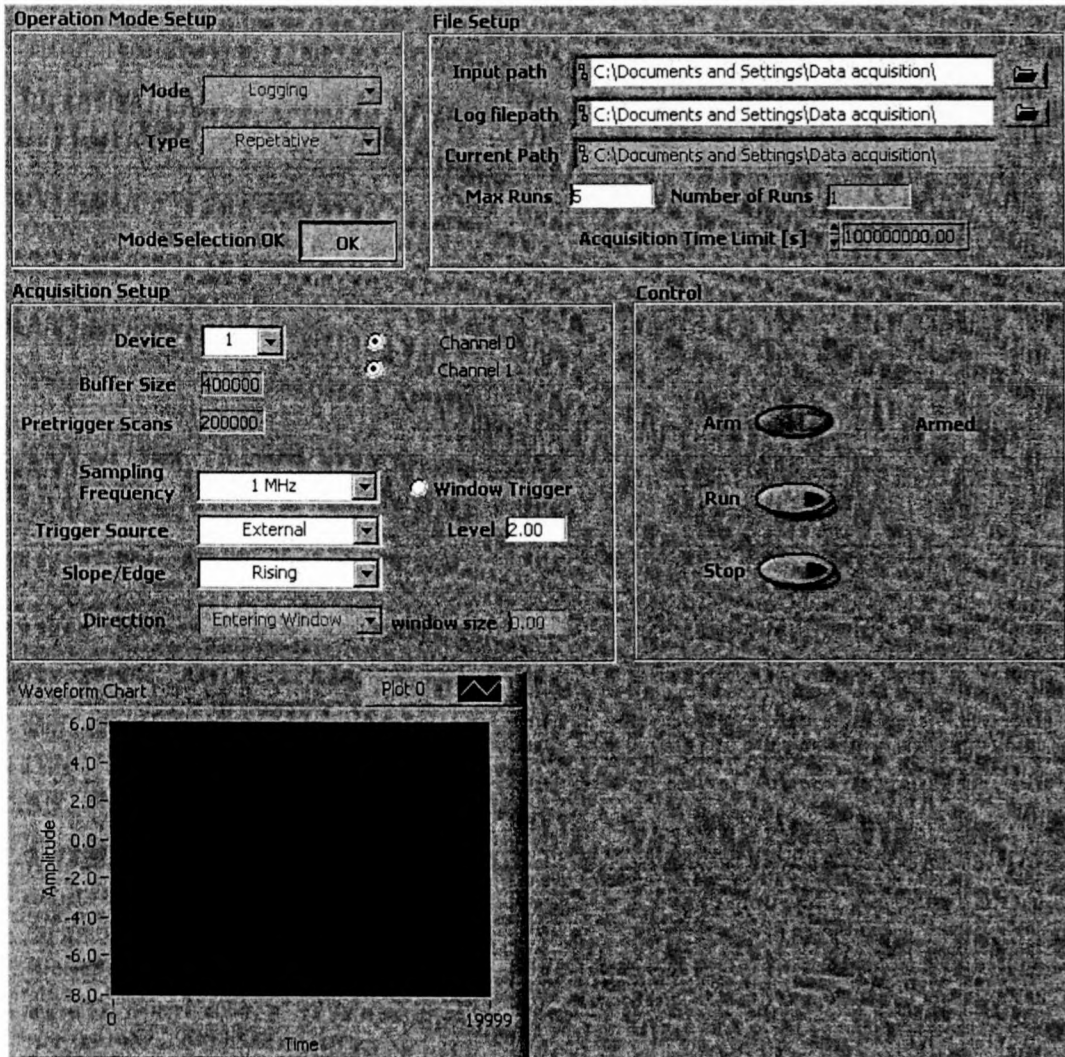 Operation Mode Setup
Mode Logging
Type Repetative
Mode Selection OK OK
File Setup
Input path C:\Documents and Settings\Data acquisition\
Log filepath C:\Documents and Settings\Data acquisition\
Current Path C:\Documents and Settings\Data acquisition\
Max Runs 5 Number of Runs 1
Acquisition Time Limit [s] 100000000.00
Acquisition Setup
Device 1 Channel 0
Channel 1
Buffer Size 400000
Pretrigger Scans 200000
Sampling
Frequency 1 MHz Window Trigger
Trigger Source External Level 2.00
Slope/Edge Rising
Direction Entering Window window size 0.00
Control
Arm Armed
Run
Stop
Waveform Chart Plot 0
6.0
4.0
2.0
0.0
-2.0
-4.0
-6.0
-8.0
Amplitude
0 19999
Time